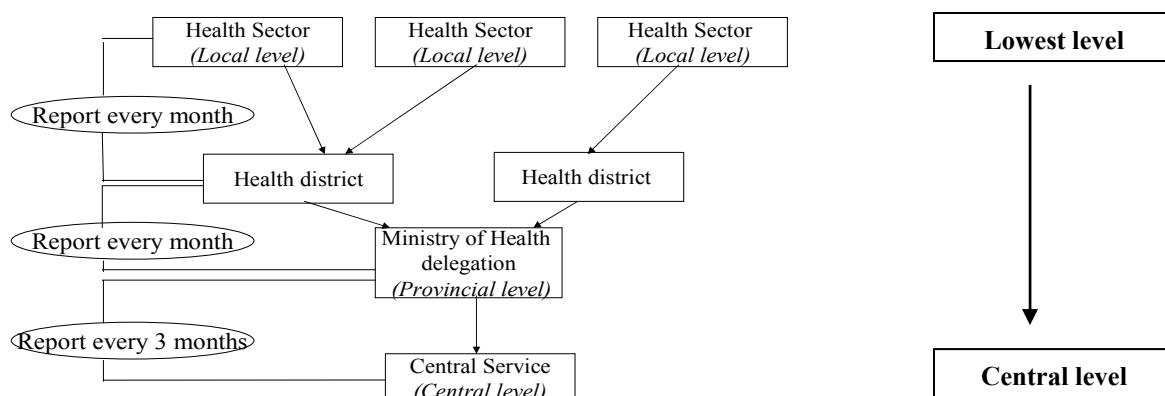 Health Sector
(Local level)
Health Sector
(Local level)
Health Sector
(Local level)
Lowest level
Report every month
Health district
Health district
Report every month
Ministry of Health
delegation
(Provincial level)
Report every 3 months
Central Service
(Central level)
Central level